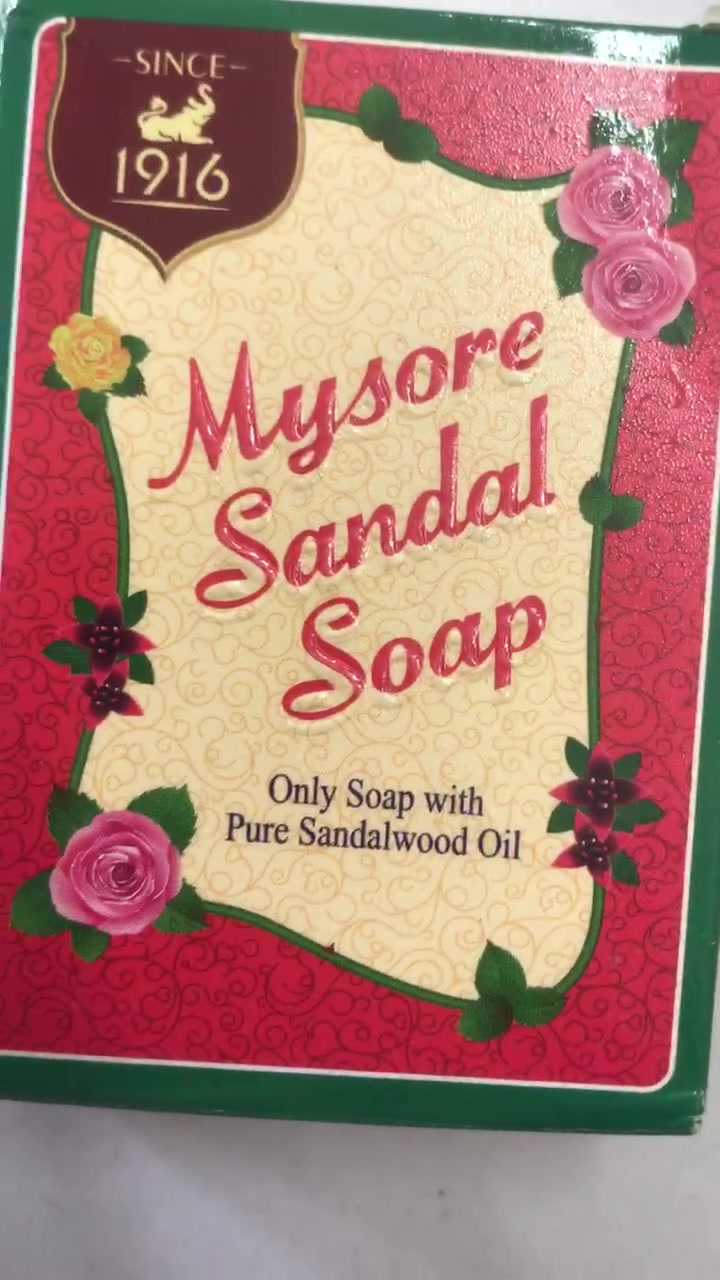 -SINCE-
1916
Mysore
Sandal
Soap
Only Soap with
Pure Sandalwood Oil